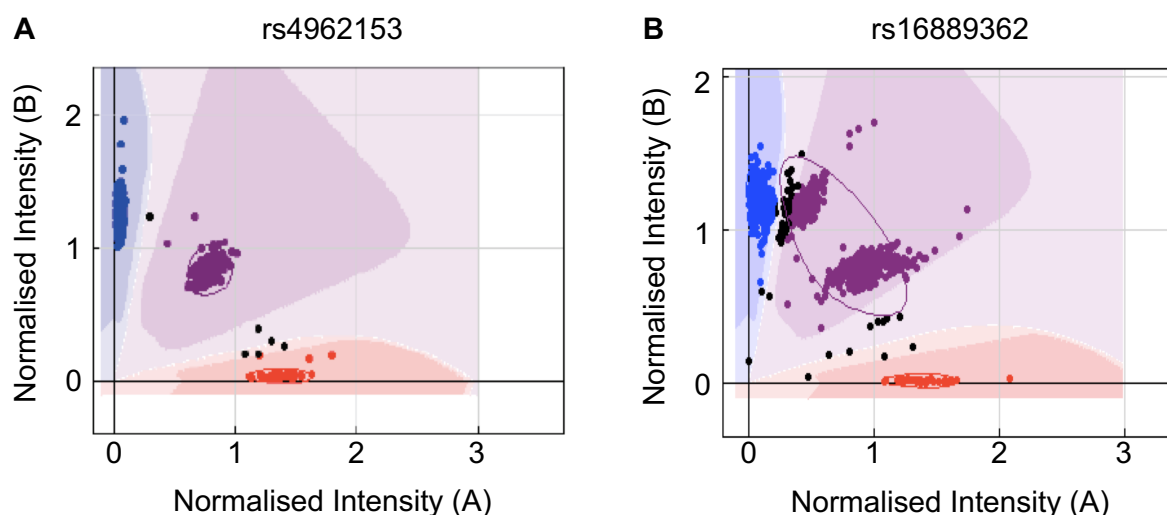 A
rs4962153
Normalised Intensity (B)
2
1
0
0
1
2
3
Normalised Intensity (A)
B
rs16889362
Normalised Intensity (B)
2
1
0
0
1
2
3
Normalised Intensity (A)